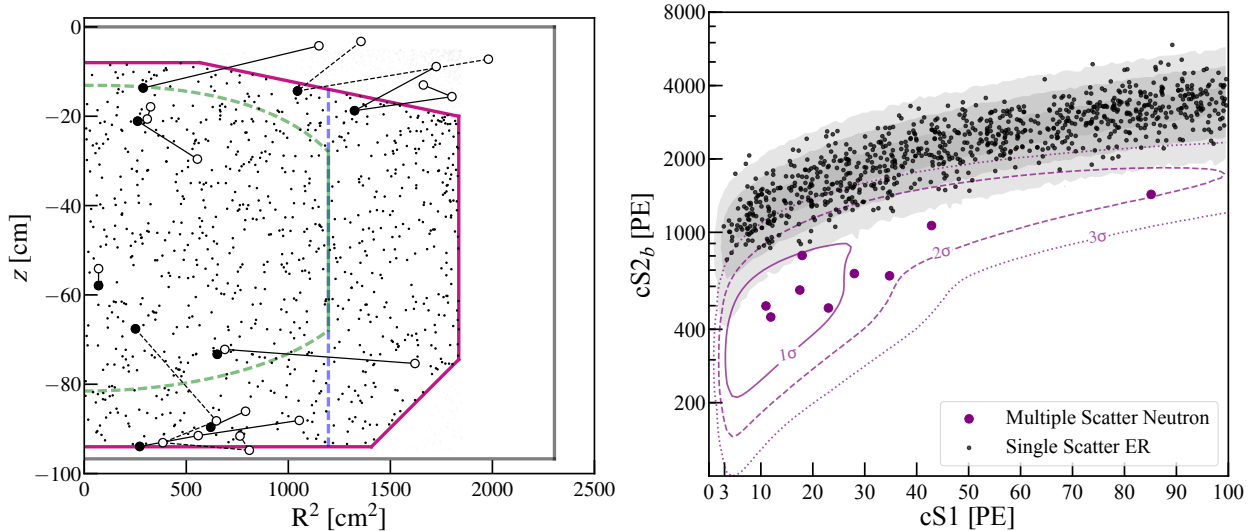 0
−20
−40
−60
−80
−100
z [cm]
0 500 1000 1500 2000 2500
R² [cm²]
8000
4000
2000
1000
400
200
cS2b [PE]
1σ
2σ
3σ
Multiple Scatter Neutron
Single Scatter ER
0 3 10 20 30 40 50 60 70 80 90 100
cS1 [PE]